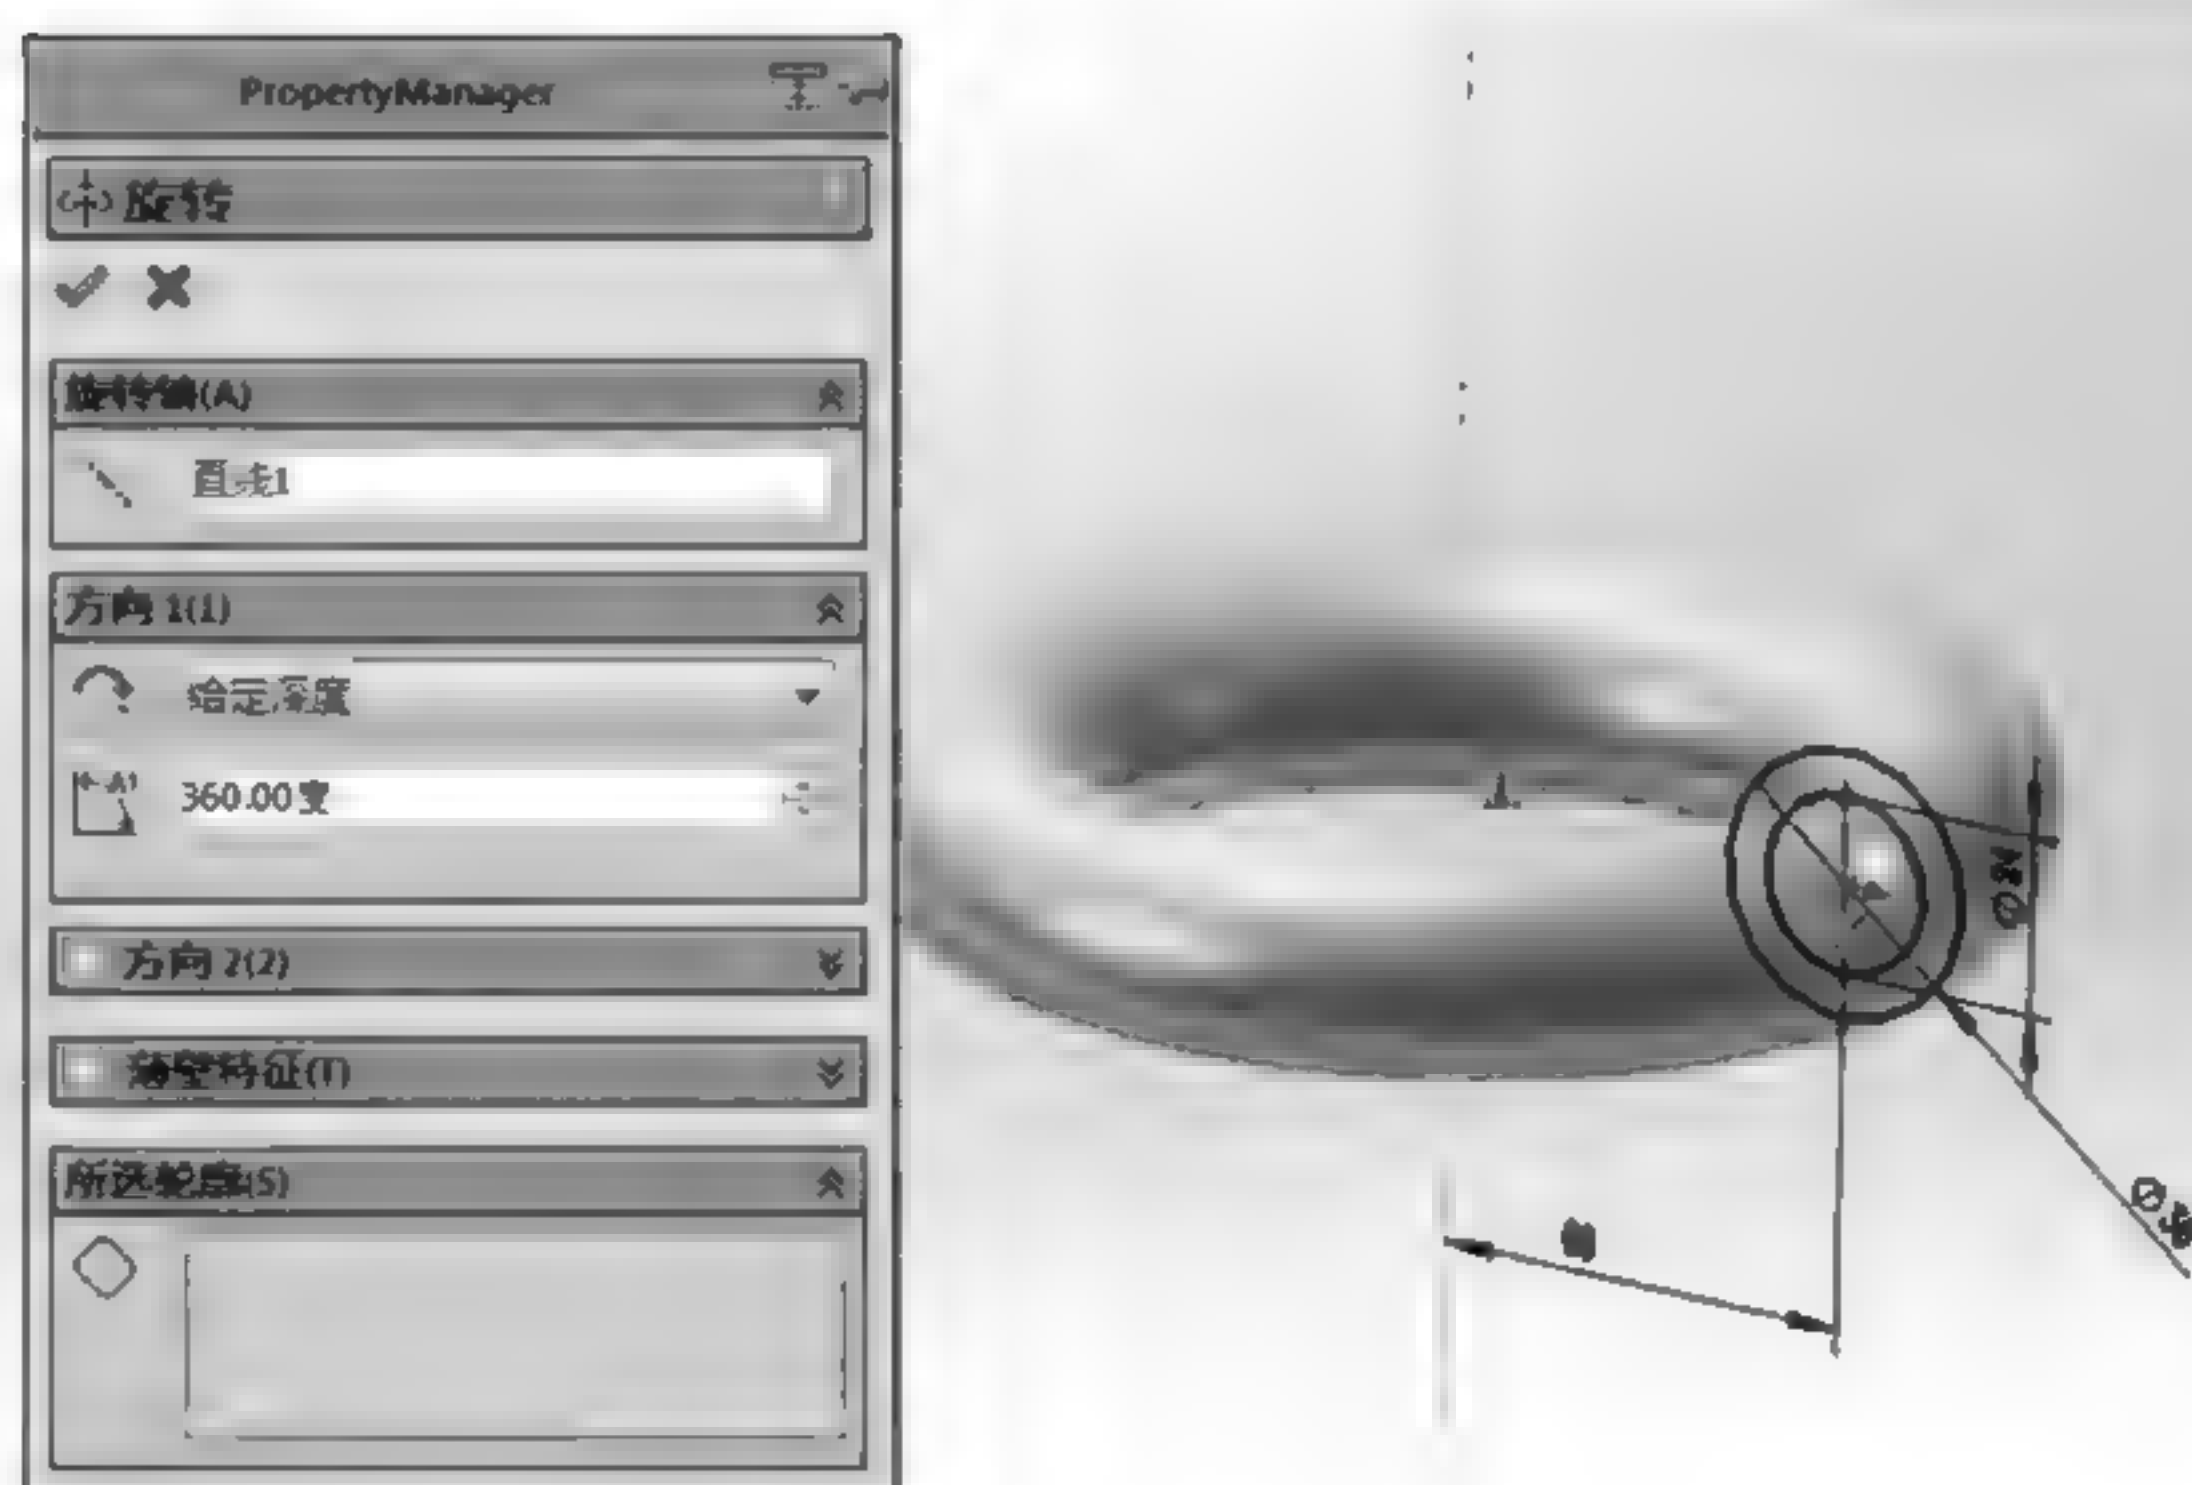 PropertyManager
旋转
旋转轴(A)
直线1
方向 1(1)
给定深度
360.00度
方向 2(2)
薄壁特征(T)
所选轮廓(S)